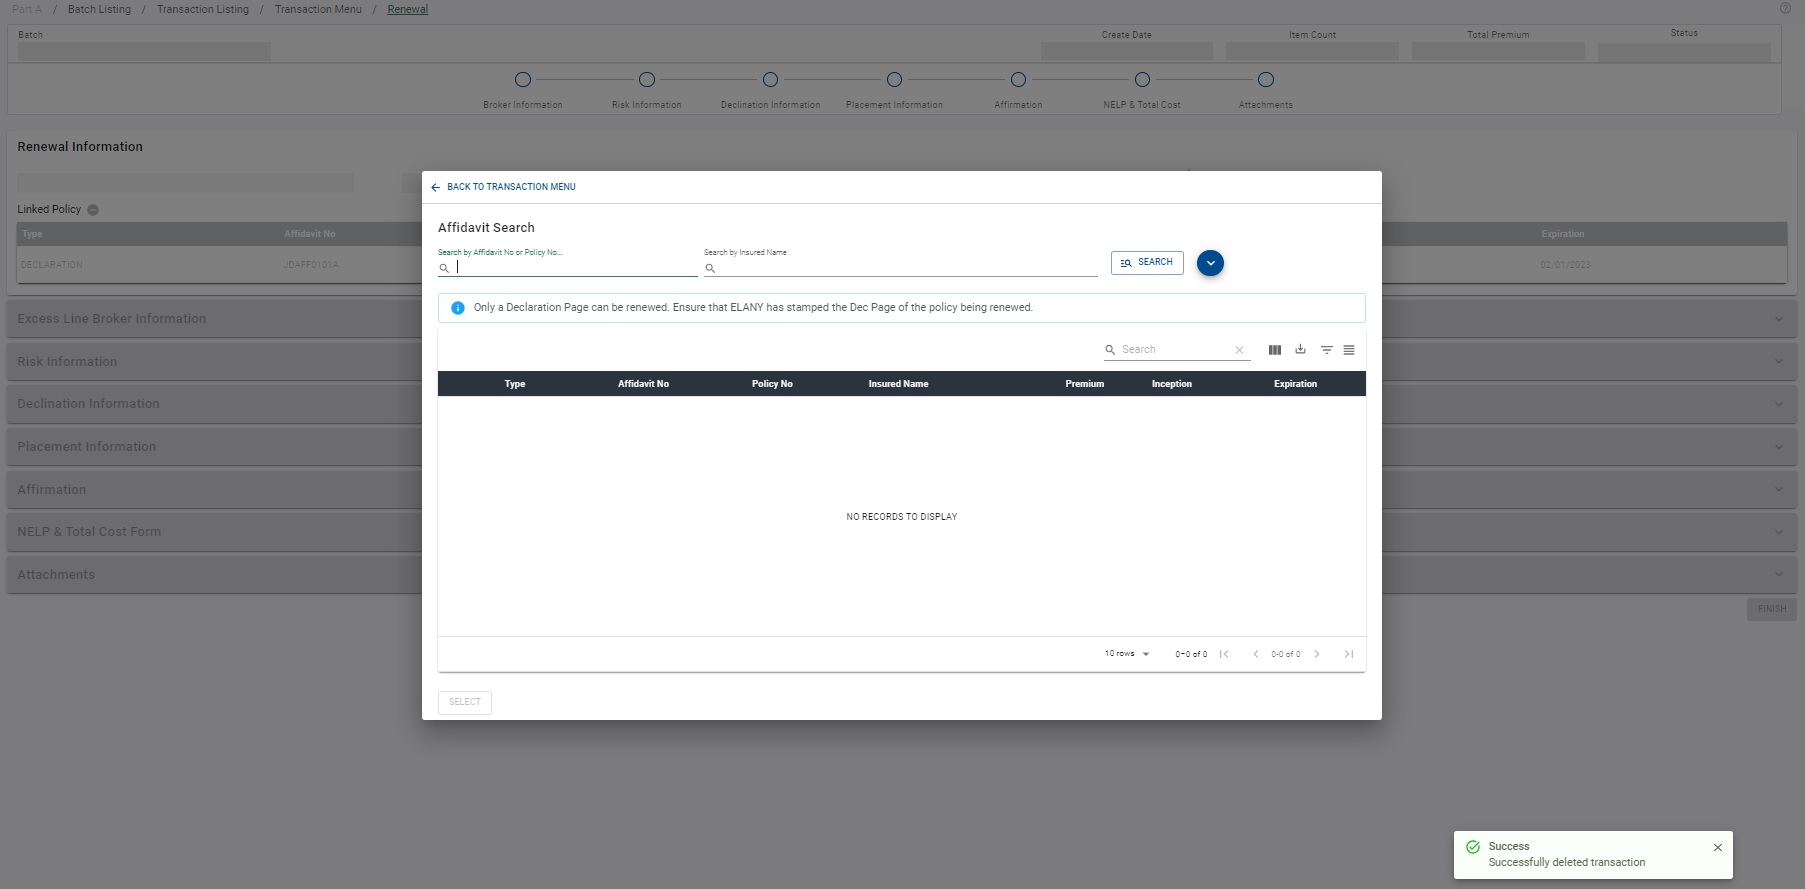 Part A / Batch Listing / Transaction Listing / Transaction Menu / Renewal
Batch
Create Date
Item Count
Total Premium
Status
Broker Information
Risk Information
Declination Information
Placement Information
Affirmation
NELP & Total Cost
Attachments
Renewal Information
Linked Policy
Type
Affidavit No
Expiration
DECLARATION
JDAFF0101A
02/01/2023
Excess Line Broker Information
Risk Information
Declination Information
Placement Information
Affirmation
NELP & Total Cost Form
Attachments
FINISH
BACK TO TRANSACTION MENU
Affidavit Search
Search by Affidavit No or Policy No...
Search by Insured Name
SEARCH
Only a Declaration Page can be renewed. Ensure that ELANY has stamped the Dec Page of the policy being renewed.
Search
Type Affidavit No Policy No Insured Name Premium Inception Expiration
NO RECORDS TO DISPLAY
10 rows 0-0 of 0 0-0 of 0
SELECT
Success
Successfully deleted transaction